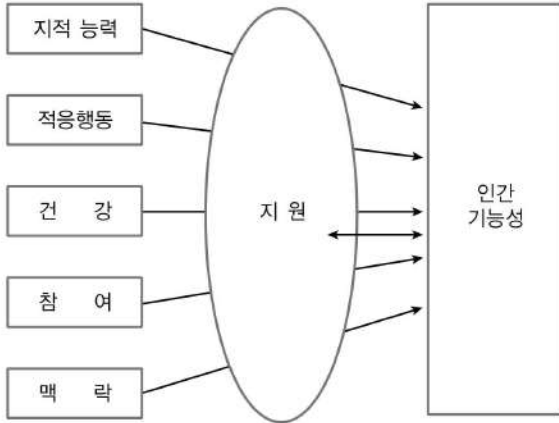 지적 능력
적응행동
건 강
참 여
맥 락
지 원
인간
기능성